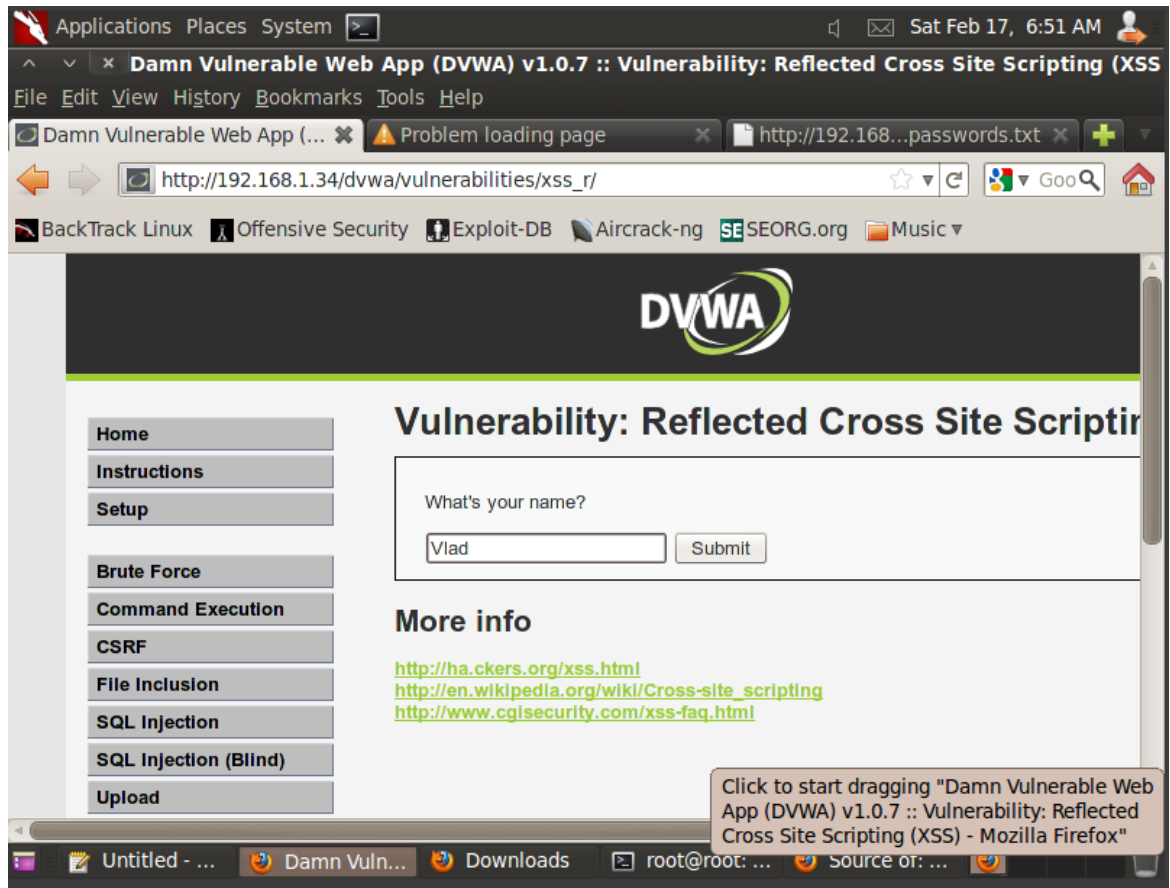 Applications Places System Sat Feb 17, 6:51 AM
Damn Vulnerable Web App (DVWA) v1.0.7 :: Vulnerability: Reflected Cross Site Scripting (XSS
File Edit View History Bookmarks Tools Help
Damn Vulnerable Web App (... Problem loading page http://192.168...passwords.txt
http://192.168.1.34/dvwa/vulnerabilities/xss_r/ Goo
BackTrack Linux Offensive Security Exploit-DB Aircrack-ng SE SEORG.org Music
DVWA
Vulnerability: Reflected Cross Site Scriptin
Home
Instructions
Setup
Brute Force
Command Execution
CSRF
File Inclusion
SQL Injection
SQL Injection (Blind)
Upload
What's your name?
Vlad Submit
More info
http://ha.ckers.org/xss.html
http://en.wikipedia.org/wiki/Cross-site_scripting
http://www.cgisecurity.com/xss-faq.html
Click to start dragging "Damn Vulnerable Web
App (DVWA) v1.0.7 :: Vulnerability: Reflected
Cross Site Scripting (XSS) - Mozilla Firefox"
Untitled - ... Damn Vuln... Downloads root@root: ... Source of: ...